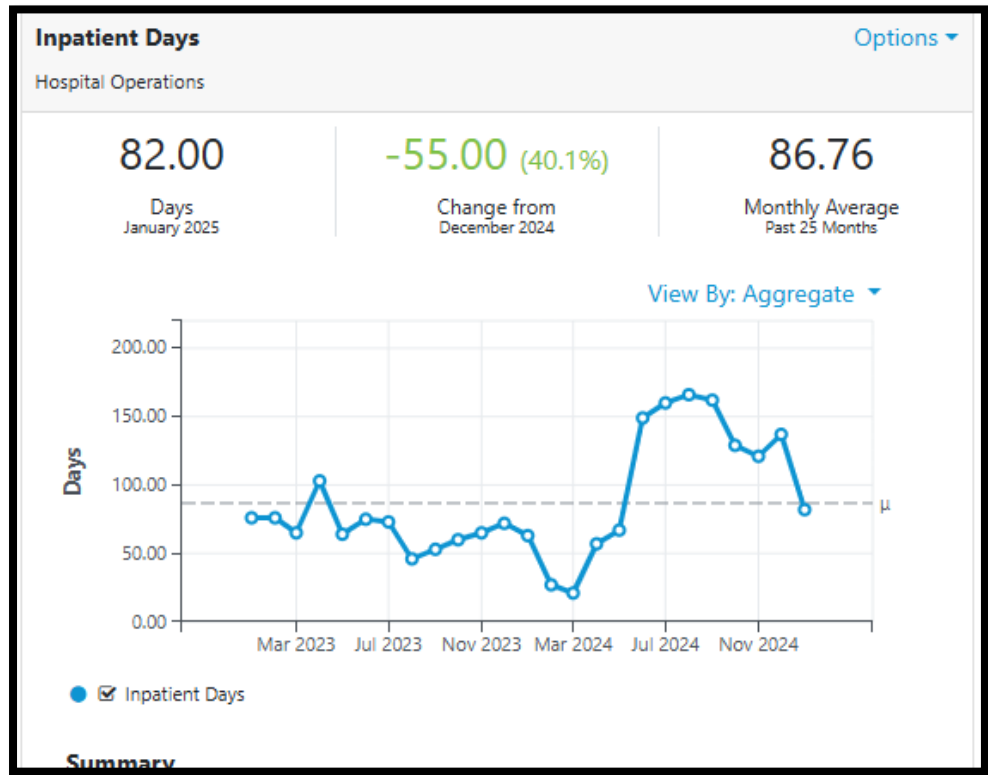 Inpatient Days
Options
Hospital Operations
82.00
Days
January 2025
-55.00 (40.1%)
Change from
December 2024
86.76
Monthly Average
Past 25 Months
View By: Aggregate
200.00
150.00
100.00
50.00
0.00
Days
μ
Mar 2023 Jul 2023 Nov 2023 Mar 2024 Jul 2024 Nov 2024
Inpatient Days
Summary